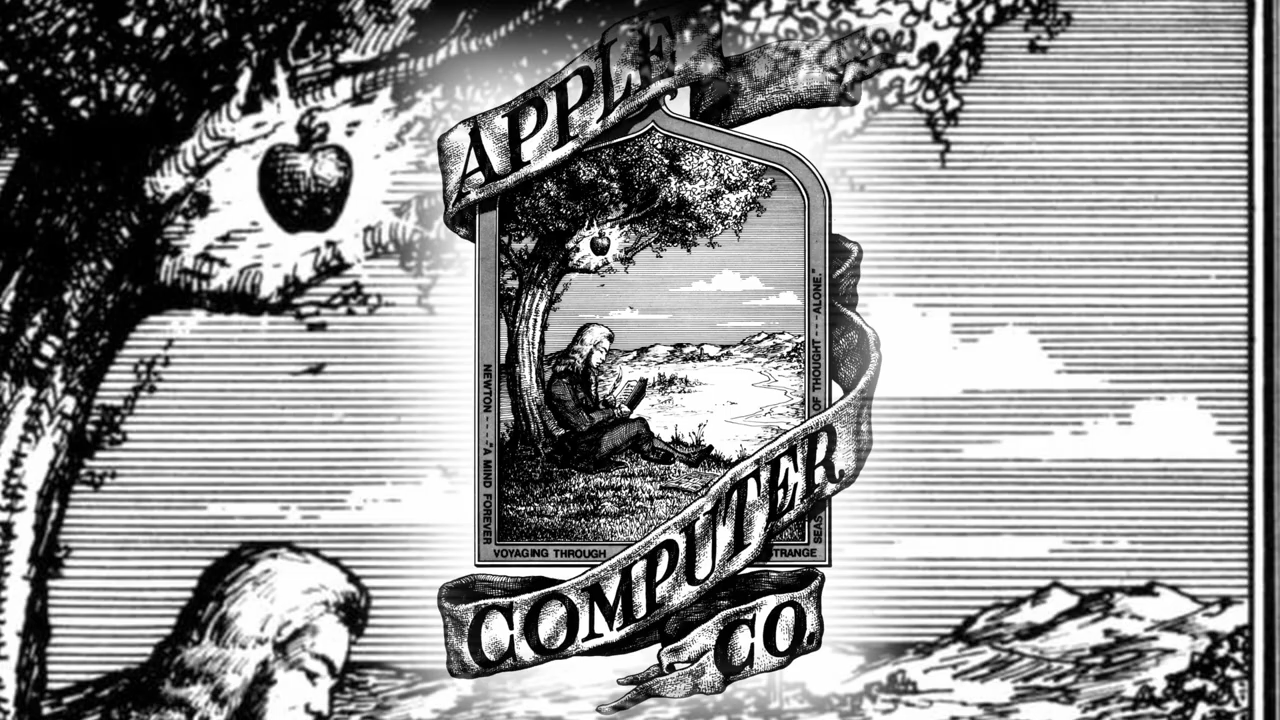 APPLE
COMPUTER
CO.
NEWTON - - - "A MIND FOREVER
VOYAGING THROUGH
STRANGE
SEAS
OF THOUGHT - - - ALONE."